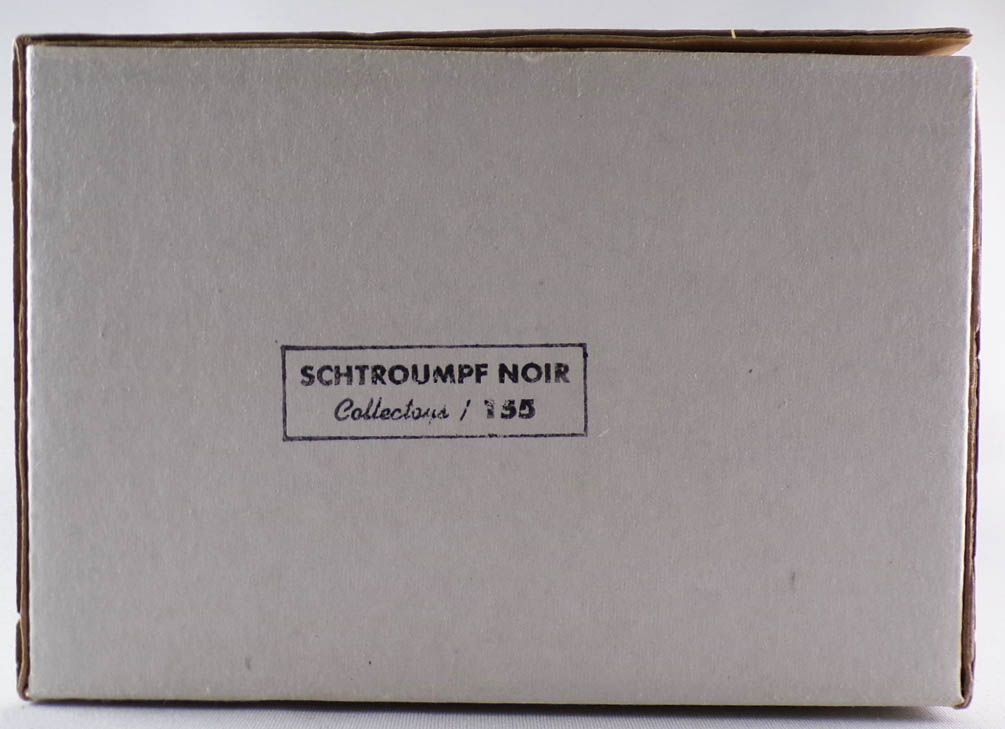 SCHTROUMPF NOIR
Collectoys / 155